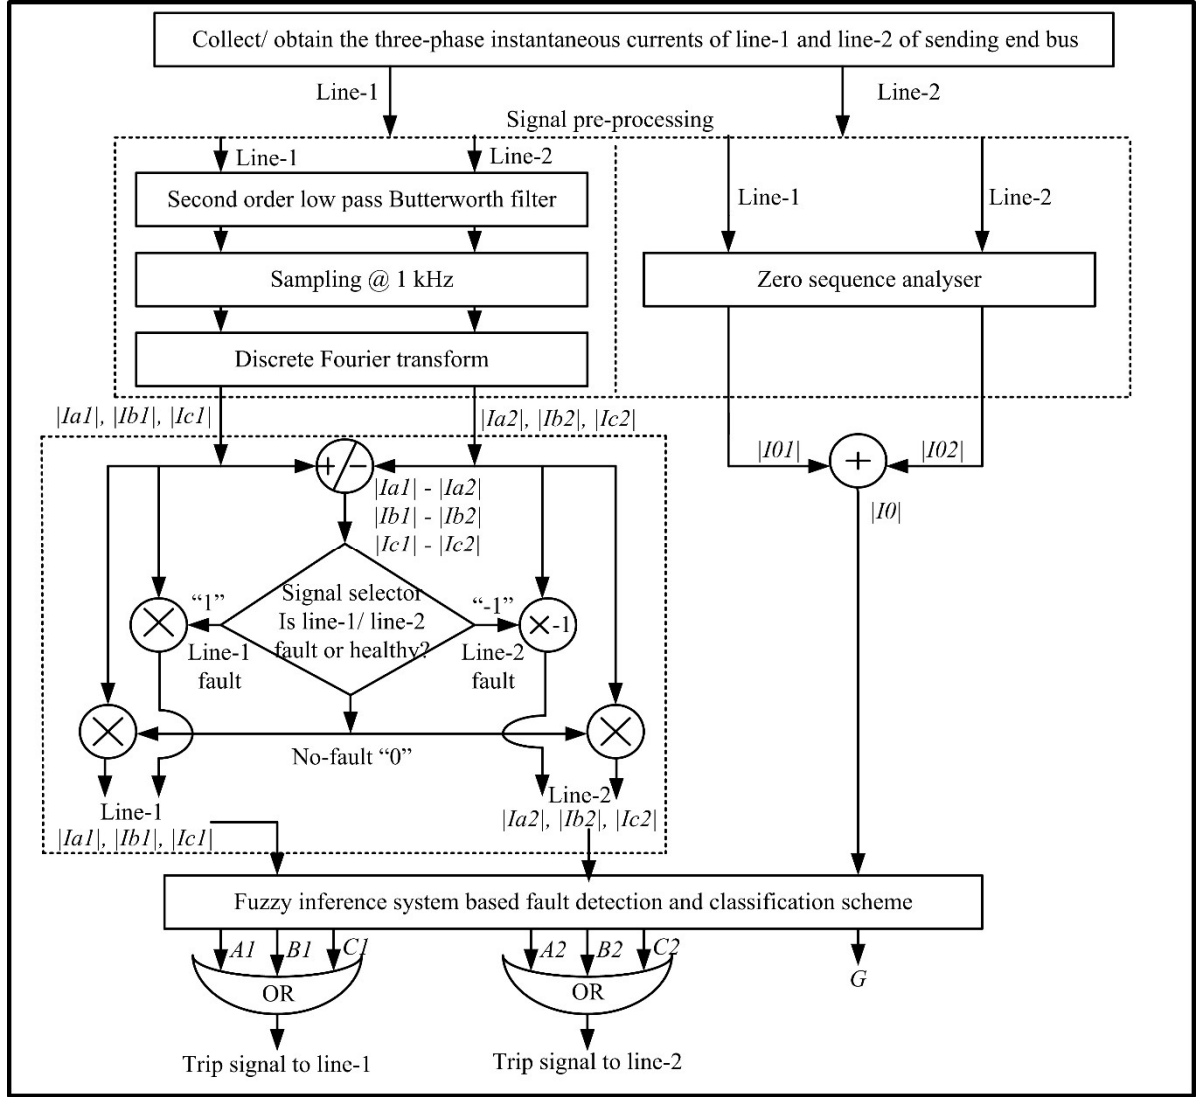 Collect/ obtain the three-phase instantaneous currents of line-1 and line-2 of sending end bus
Line-1
Line-2
Signal pre-processing
Line-1
Line-2
Second order low pass Butterworth filter
Line-1
Line-2
Sampling @ 1 kHz
Zero sequence analyser
Discrete Fourier transform
|Ia1|, |Ib1|, |Ic1|
|Ia2|, |Ib2|, |Ic2|
+/−
|I01|
+
|I02|
|Ia1| - |Ia2|
|Ib1| - |Ib2|
|Ic1| - |Ic2|
|I0|
Signal selector
Is line-1/ line-2
fault or healthy?
“1”
Line-1
fault
“-1”
Line-2
fault
×
×-1
×
×
No-fault “0”
Line-1
|Ia1|, |Ib1|, |Ic1|
Line-2
|Ia2|, |Ib2|, |Ic2|
Fuzzy inference system based fault detection and classification scheme
A1
B1
C1
A2
B2
C2
G
OR
OR
Trip signal to line-1
Trip signal to line-2